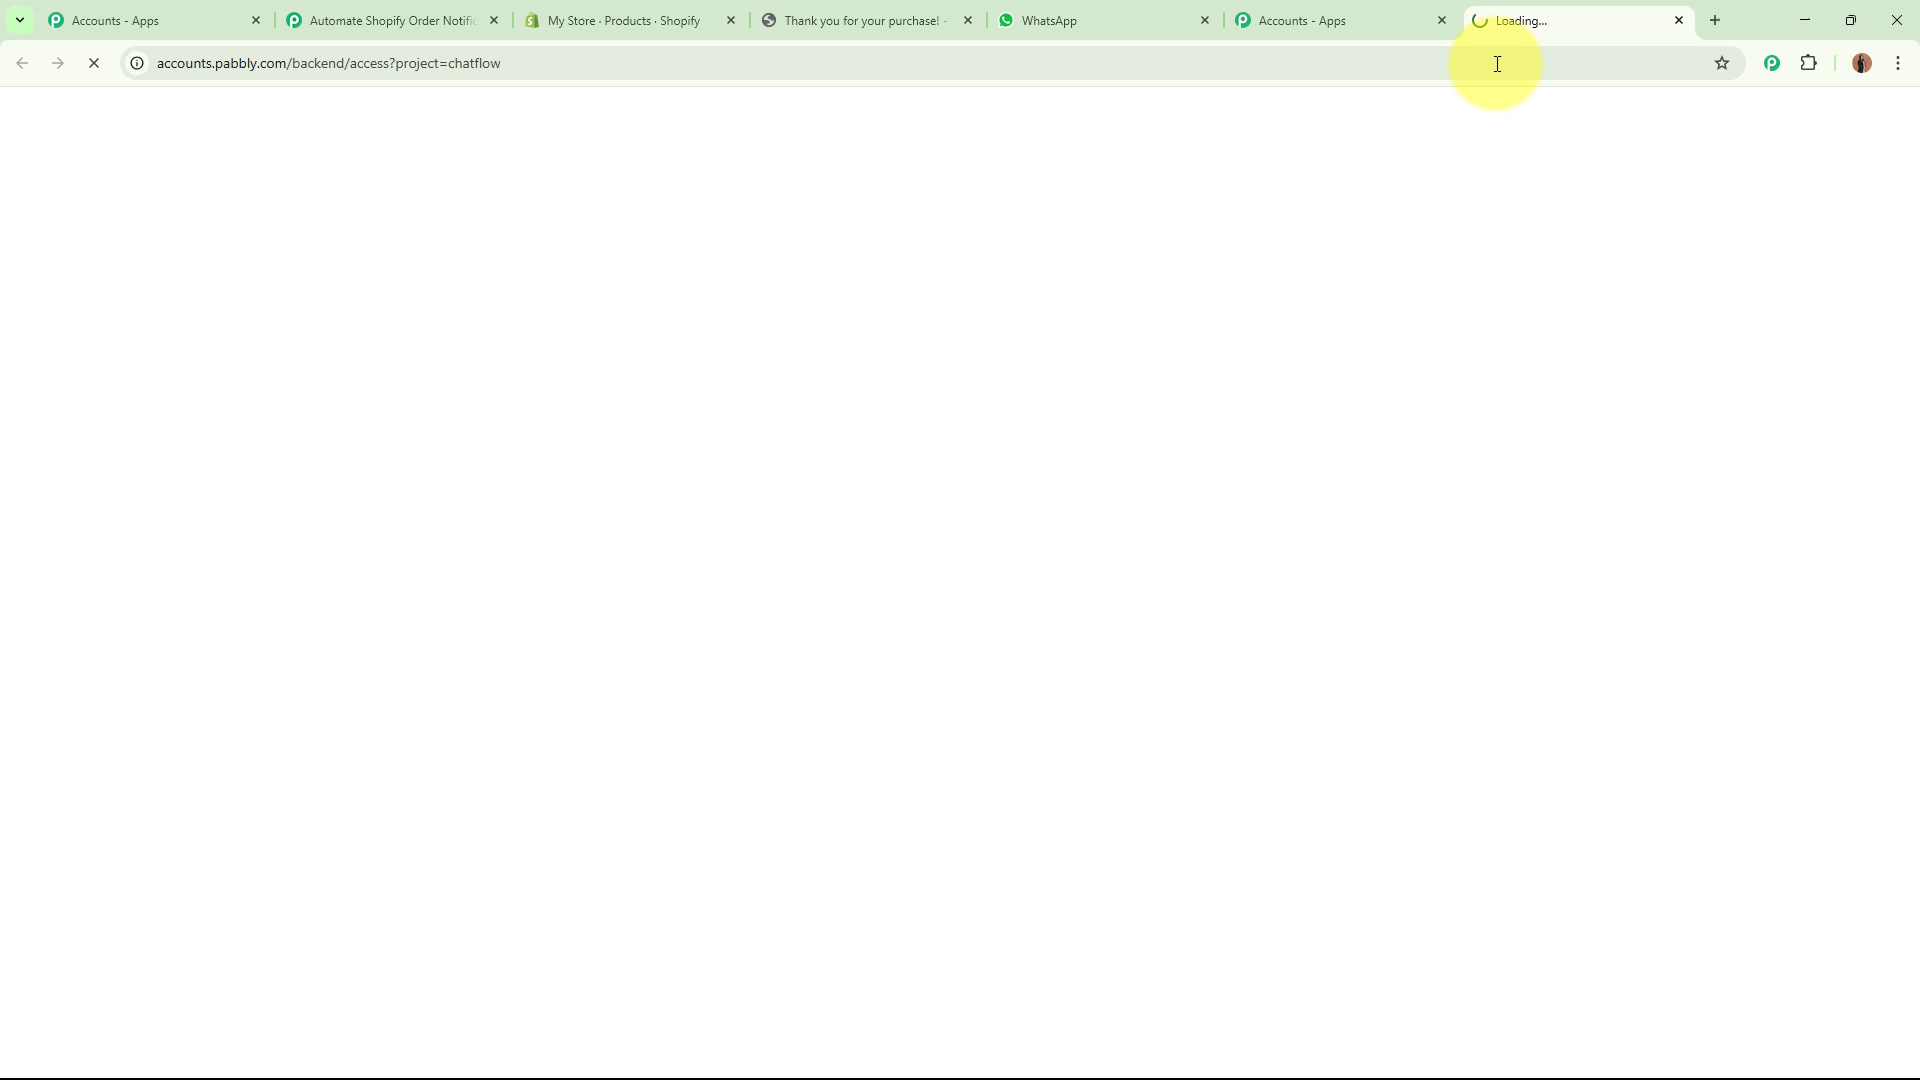 Accounts - Apps
Automate Shopify Order Notific
My Store · Products · Shopify
Thank you for your purchase! -
WhatsApp
Accounts - Apps
Loading...
accounts.pabbly.com/backend/access?project=chatflow